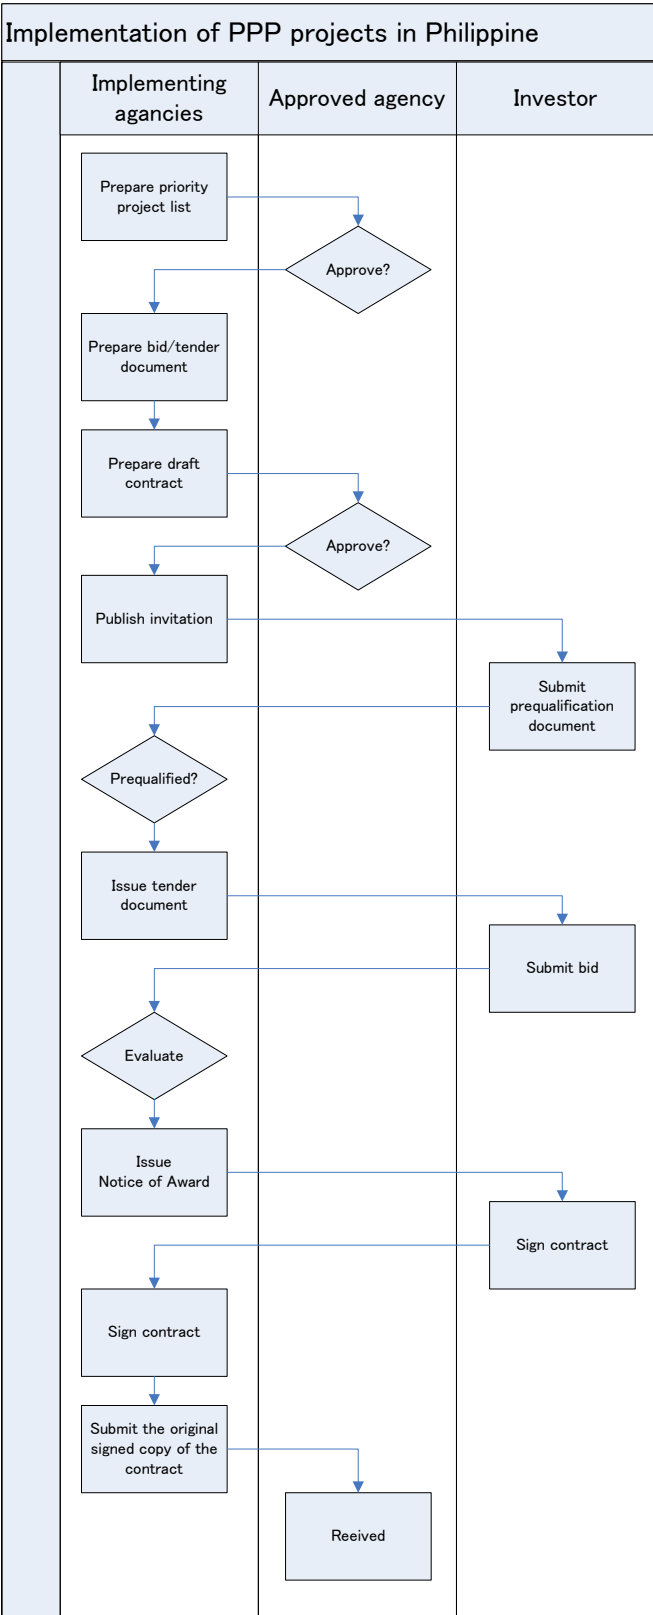 Implementation of PPP projects in Philippine
Implementing
agancies
Approved agency
Investor
Prepare priority
project list
Approve?
Prepare bid/tender
document
Prepare draft
contract
Approve?
Publish invitation
Submit
prequalification
document
Prequalified?
Issue tender
document
Submit bid
Evaluate
Issue
Notice of Award
Sign contract
Sign contract
Submit the original
signed copy of the
contract
Reeived